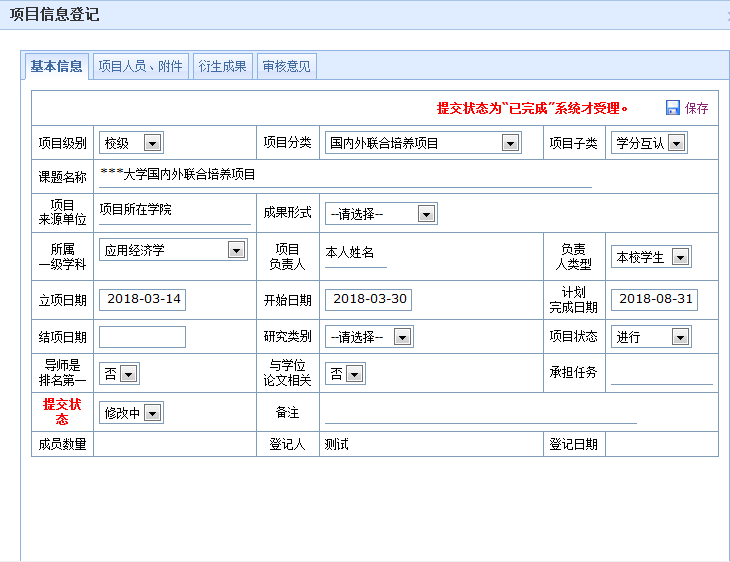 项目信息登记
基本信息 项目人员、附件 衍生成果 审核意见
提交状态为“已完成”系统才受理。 保存
项目级别 校级 项目分类 国内外联合培养项目 项目子类 学分互认
课题名称 ***大学国内外联合培养项目
项目
来源单位 项目所在学院 成果形式 --请选择--
所属
一级学科 应用经济学 项目
负责人 本人姓名 负责
人类型 本校学生
立项日期 2018-03-14 开始日期 2018-03-30 计划
完成日期 2018-08-31
结项日期 研究类别 --请选择-- 项目状态 进行
导师是
排名第一 否 与学位
论文相关 否 承担任务
提交状
态 修改中 备注
成员数量 登记人 测试 登记日期